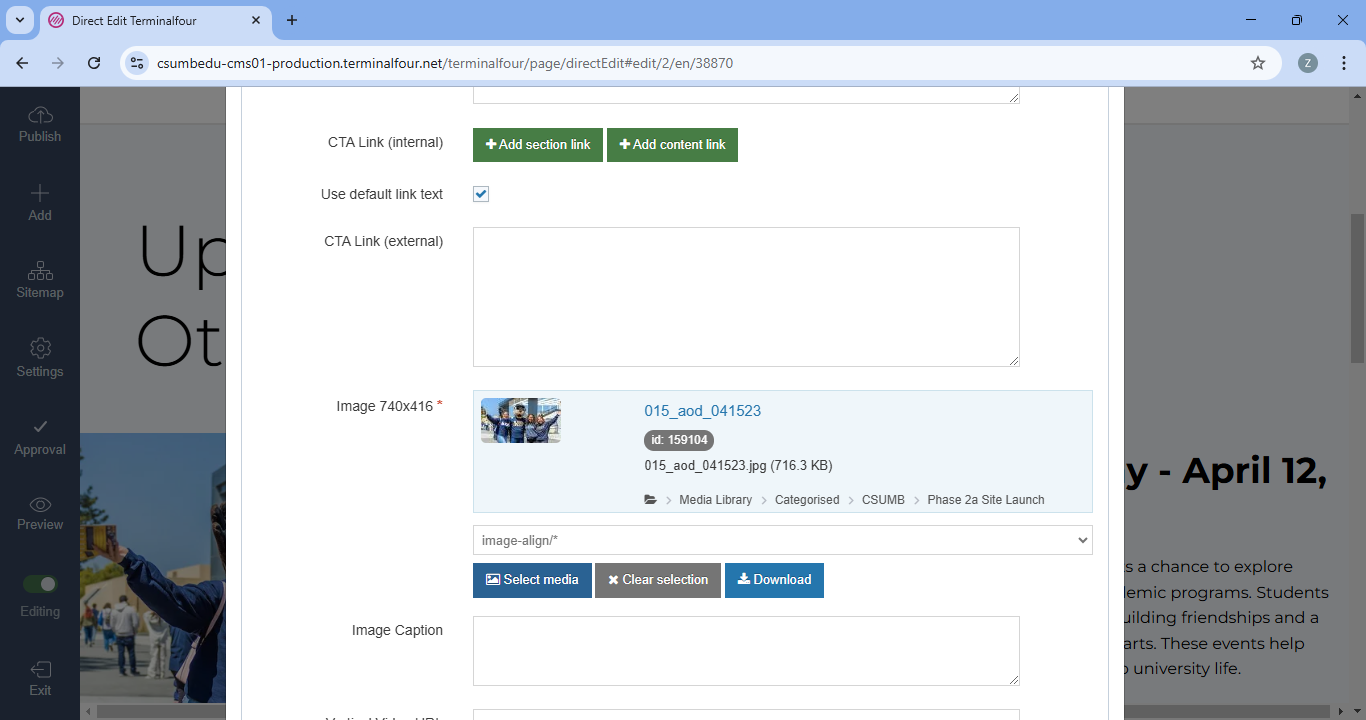 Direct Edit Terminalfour
csumbedu-cms01-production.terminalfour.net/terminalfour/page/directEdit#edit/2/en/38870
Z
Publish
Add
Sitemap
Settings
Approval
Preview
Editing
Exit
Up
Ot
CTA Link (internal)
Add section link
Add content link
Use default link text
CTA Link (external)
Image 740x416 *
015_aod_041523
id: 159104
015_aod_041523.jpg (716.3 KB)
Media Library > Categorised > CSUMB > Phase 2a Site Launch
image-align/*
Select media
Clear selection
Download
Image Caption
y - April 12,
s a chance to explore
demic programs. Students
uilding friendships and a
arts. These events help
o university life.